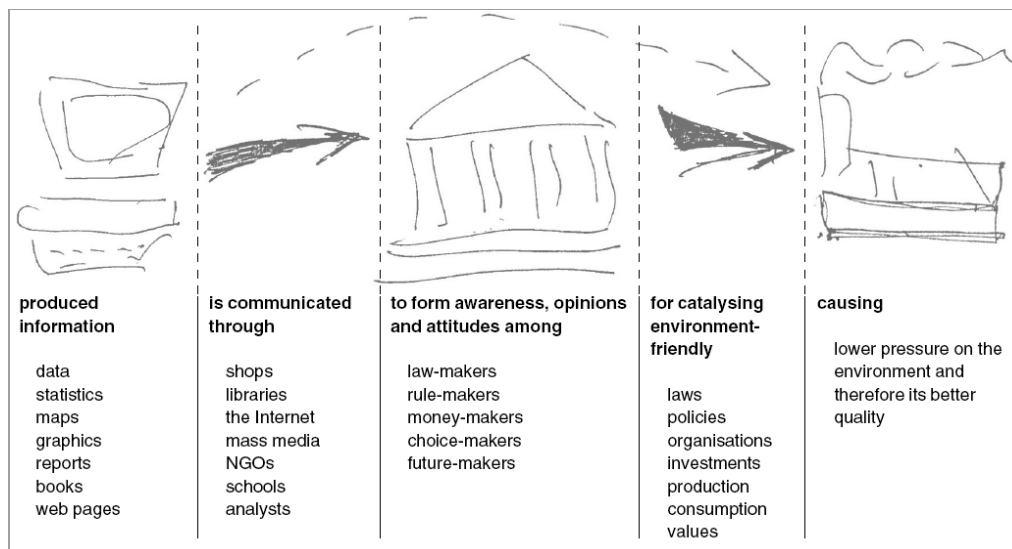 produced
information
data
statistics
maps
graphics
reports
books
web pages
is communicated
through
shops
libraries
the Internet
mass media
NGOs
schools
analysts
to form awareness, opinions
and attitudes among
law-makers
rule-makers
money-makers
choice-makers
future-makers
for catalysing
environment-
friendly
laws
policies
organisations
investments
production
consumption
values
causing
lower pressure on the
environment and
therefore its better
quality